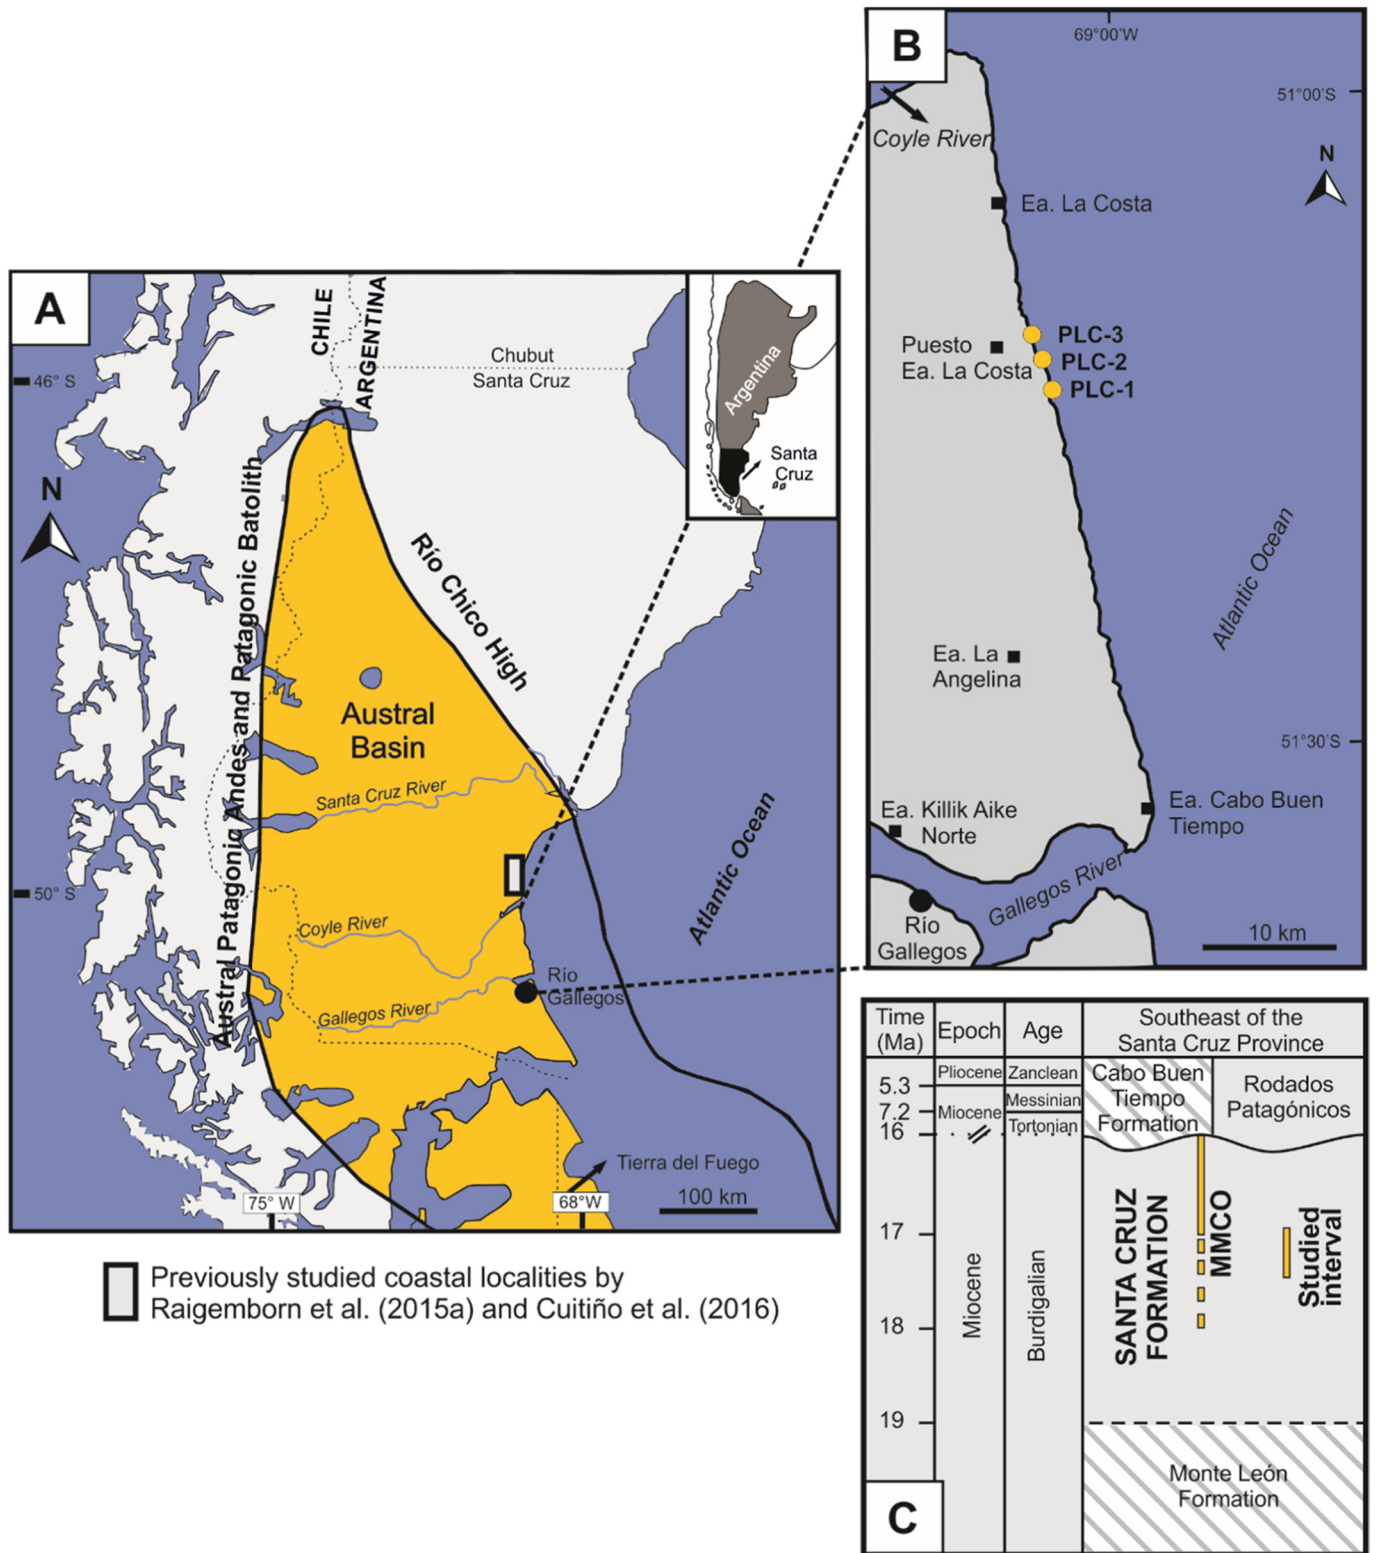 A
CHILE
ARGENTINA
Chubut
Santa Cruz
46° S
N
Argentina
Santa
Cruz
Austral Patagonic Andes and Patagonic Batolith
Río Chico High
Austral
Basin
Santa Cruz River
Atlantic Ocean
50° S
Coyle River
Río
Gallegos
Gallegos River
Tierra del Fuego
75° W
68°W
100 km
Previously studied coastal localities by
Raigemborn et al. (2015a) and Cuitiño et al. (2016)
B
69°00'W
51°00'S
Coyle River
N
Ea. La Costa
PLC-3
Puesto
Ea. La Costa
PLC-2
PLC-1
Atlantic Ocean
Ea. La
Angelina
51°30'S
Ea. Cabo Buen
Tiempo
Ea. Killik Aike
Norte
Gallegos River
Río
Gallegos
10 km
Time
(Ma)
Epoch
Age
Southeast of the
Santa Cruz Province
Pliocene
Zanclean
Cabo Buen
Tiempo
Formation
Rodados
Patagónicos
5.3
Messinian
7.2
Miocene
Tortonian
16
17
18
19
Miocene
Burdigalian
SANTA CRUZ
FORMATION
MMCO
Studied
interval
Monte León
Formation
C